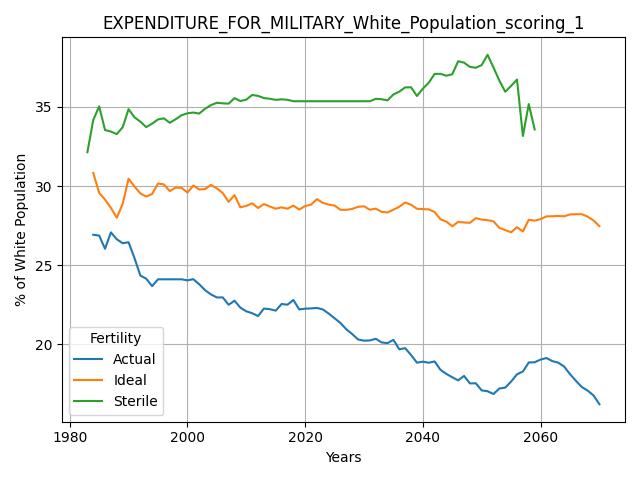 EXPENDITURE_FOR_MILITARY_White_Population_scoring_1
% of White Population
35
30
25
20
Fertility
Actual
Ideal
Sterile
1980
2000
2020
2040
2060
Years